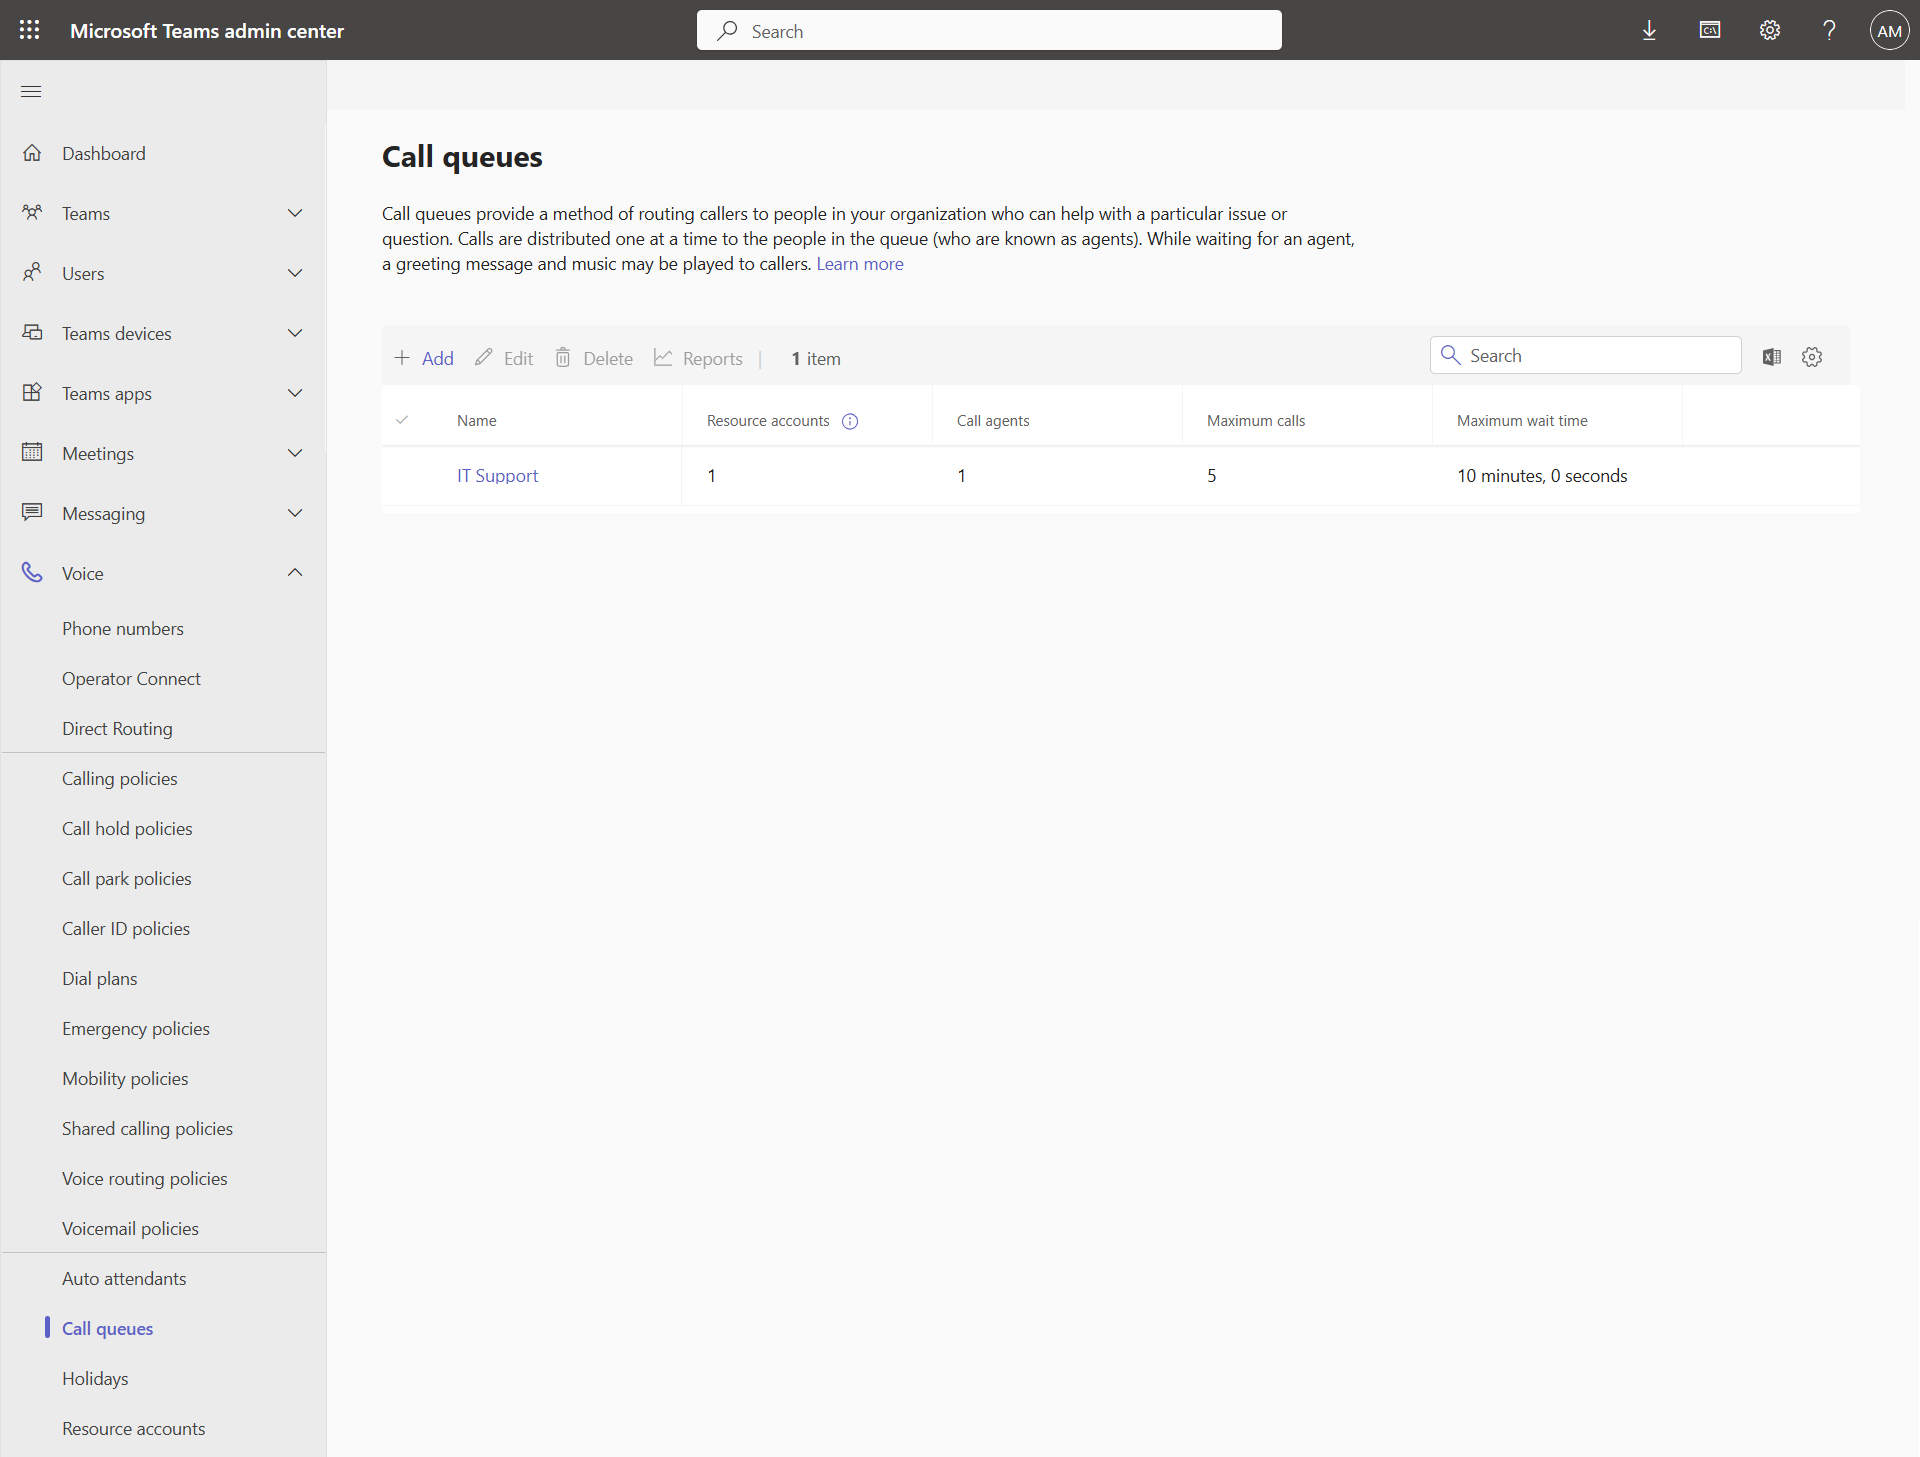 Microsoft Teams admin center
Search
AM
Dashboard
Teams
Users
Teams devices
Teams apps
Meetings
Messaging
Voice
Phone numbers
Operator Connect
Direct Routing
Calling policies
Call hold policies
Call park policies
Caller ID policies
Dial plans
Emergency policies
Mobility policies
Shared calling policies
Voice routing policies
Voicemail policies
Auto attendants
Call queues
Holidays
Resource accounts
Call queues
Call queues provide a method of routing callers to people in your organization who can help with a particular issue or
question. Calls are distributed one at a time to the people in the queue (who are known as agents). While waiting for an agent,
a greeting message and music may be played to callers. Learn more
Add Edit Delete Reports | 1 item Search
Name Resource accounts Call agents Maximum calls Maximum wait time
IT Support 1 1 5 10 minutes, 0 seconds